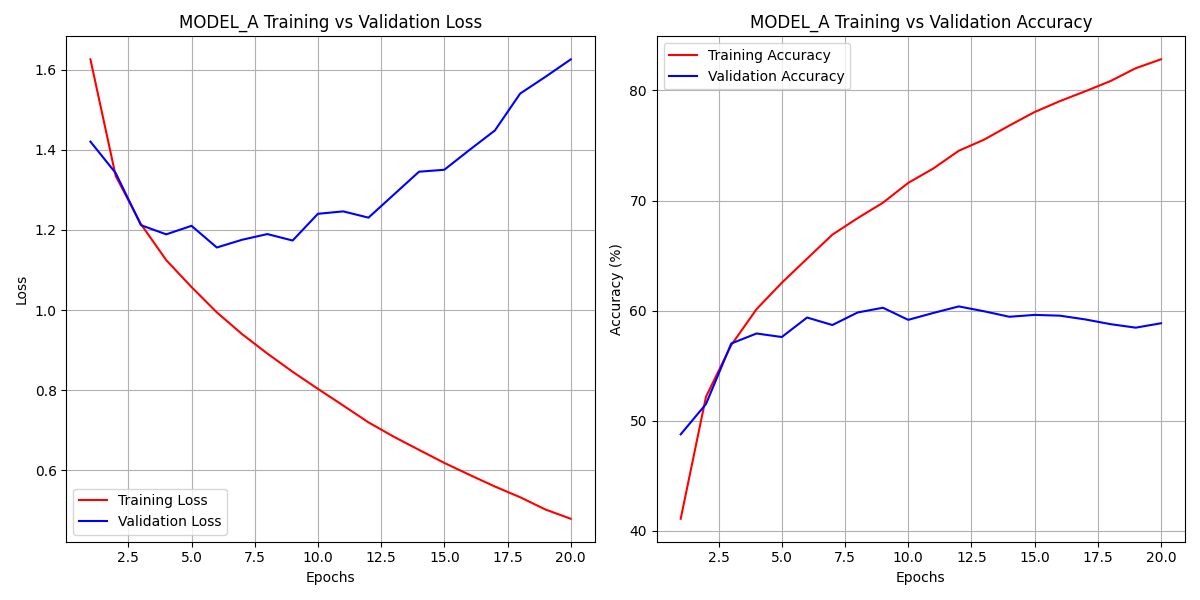 MODEL_A Training vs Validation Loss
Loss
1.6
1.4
1.2
1.0
0.8
0.6
Training Loss
Validation Loss
2.5 5.0 7.5 10.0 12.5 15.0 17.5 20.0
Epochs
MODEL_A Training vs Validation Accuracy
Training Accuracy
Validation Accuracy
Accuracy (%)
80
70
60
50
40
2.5 5.0 7.5 10.0 12.5 15.0 17.5 20.0
Epochs